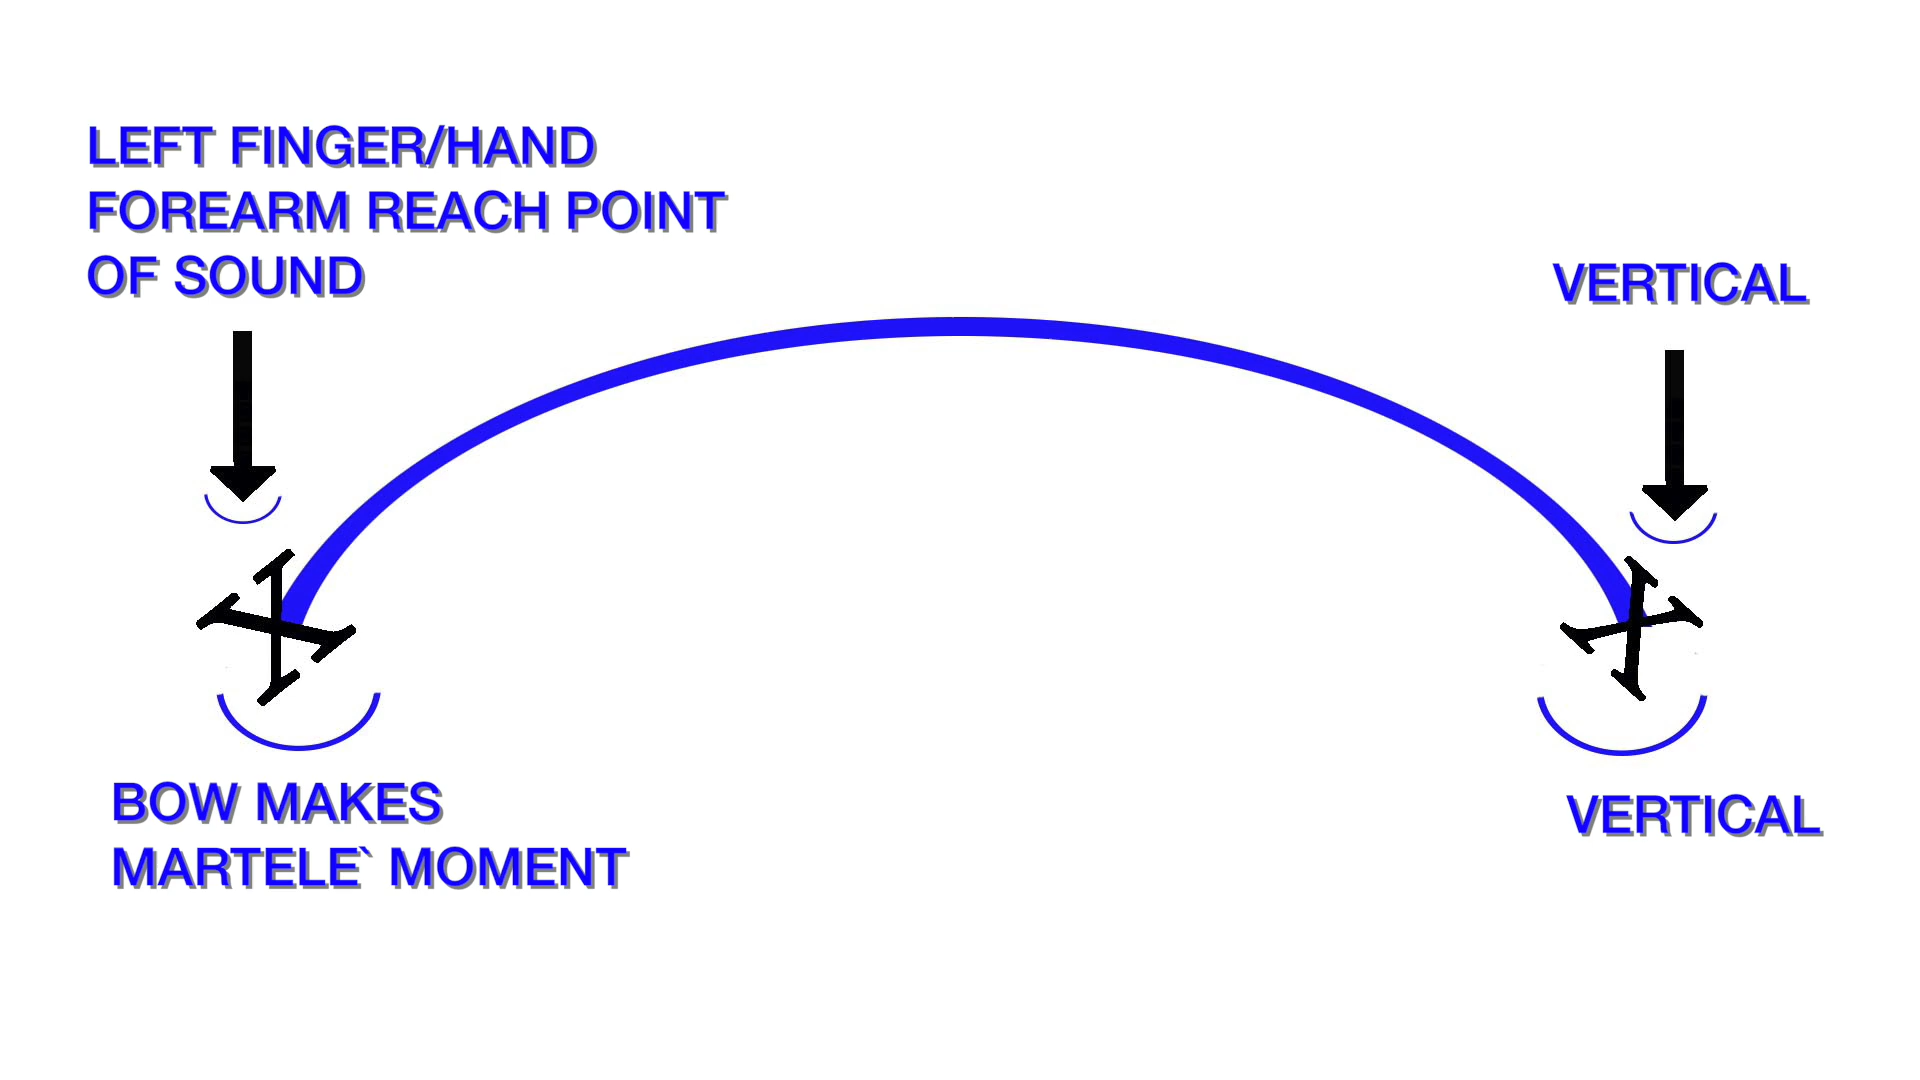 LEFT FINGER/HAND
FOREARM REACH POINT
OF SOUND
VERTICAL
BOW MAKES
MARTELE` MOMENT
VERTICAL